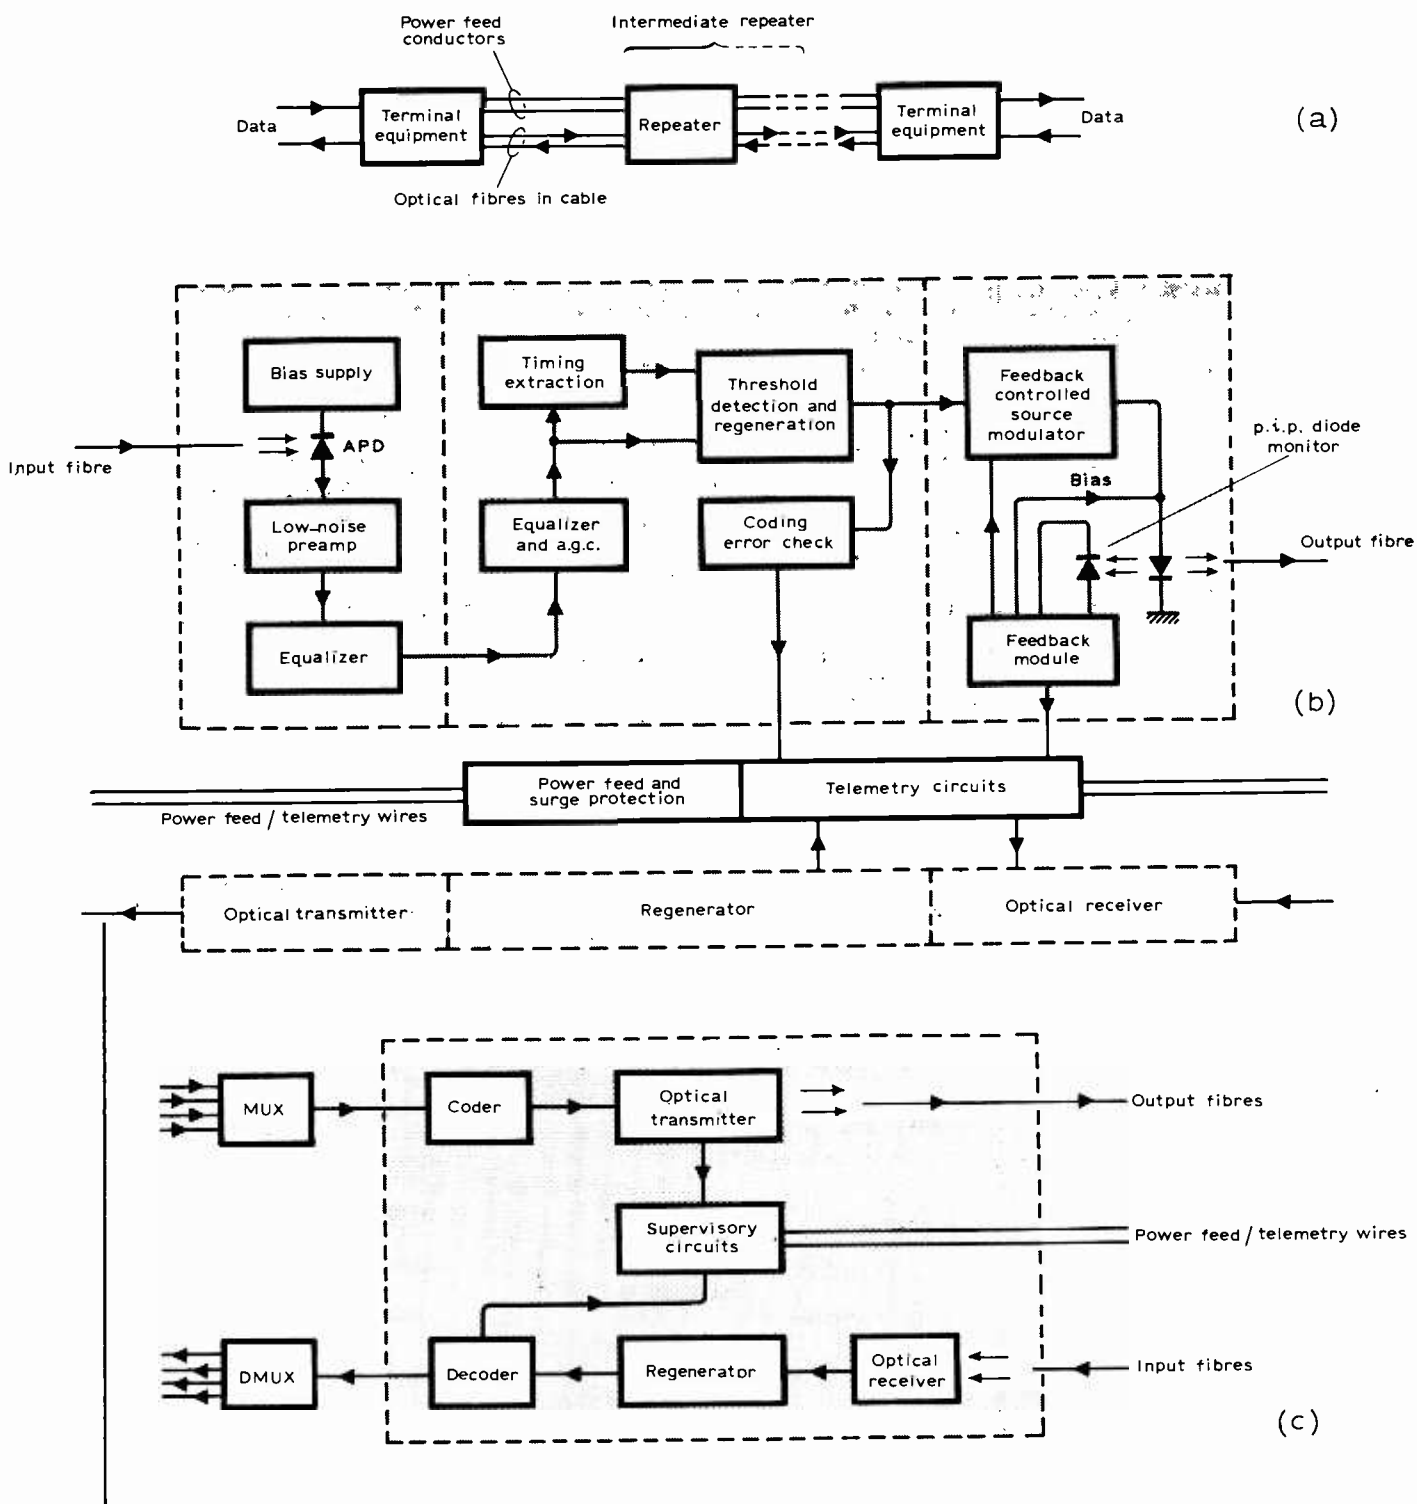 Power feed
conductors
Intermediate repeater
Data
Terminal
equipment
Repeater
Terminal
equipment
Data
(a)
Optical fibres in cable
Bias supply
Timing
extraction
Threshold
detection and
regeneration
Feedback
controlled
source
modulator
p.i.p. diode
monitor
Input fibre
APD
Bias
Low-noise
preamp
Equalizer
and a.g.c.
Coding
error check
Output fibre
Equalizer
Feedback
module
(b)
Power feed and
surge protection
Telemetry circuits
Power feed / telemetry wires
Optical transmitter
Regenerator
Optical receiver
MUX
Coder
Optical
transmitter
Output fibres
Supervisory
circuits
Power feed / telemetry wires
DMUX
Decoder
Regenerator
Optical
receiver
Input fibres
(c)